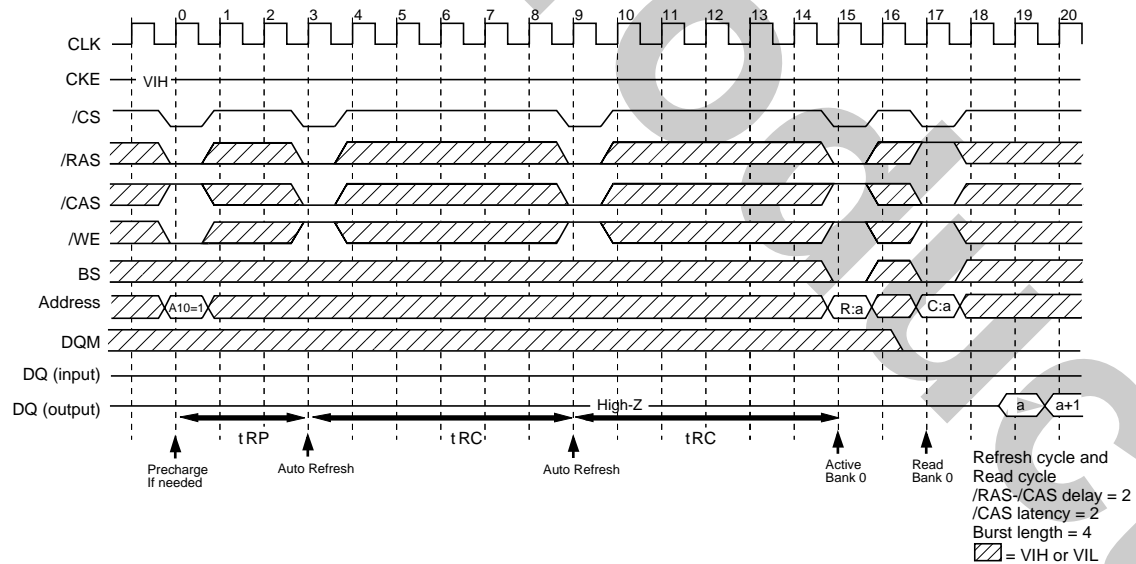 0 1 2 3 4 5 6 7 8 9 10 11 12 13 14 15 16 17 18 19 20
CLK
CKE VIH
/CS
/RAS
/CAS
/WE
BS
Address A10=1 R:a C:a
DQM
DQ (input)
DQ (output) High-Z a a+1
tRP tRC tRC
Precharge
If needed
Auto Refresh
Auto Refresh
Active
Bank 0
Read
Bank 0
Refresh cycle and
Read cycle
/RAS-/CAS delay = 2
/CAS latency = 2
Burst length = 4
= VIH or VIL